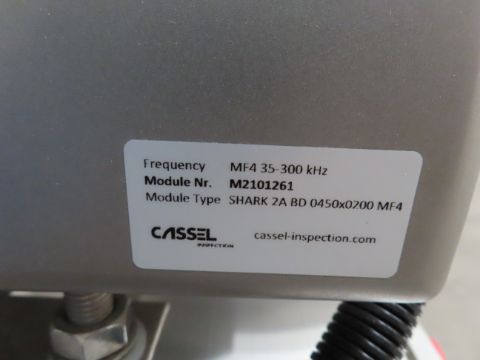 Frequency MF4 35-300 kHz
Module Nr. M2101261
Module Type SHARK 2A BD 0450x0200 MF4
CASSEL cassel-inspection.com
INSPECTION